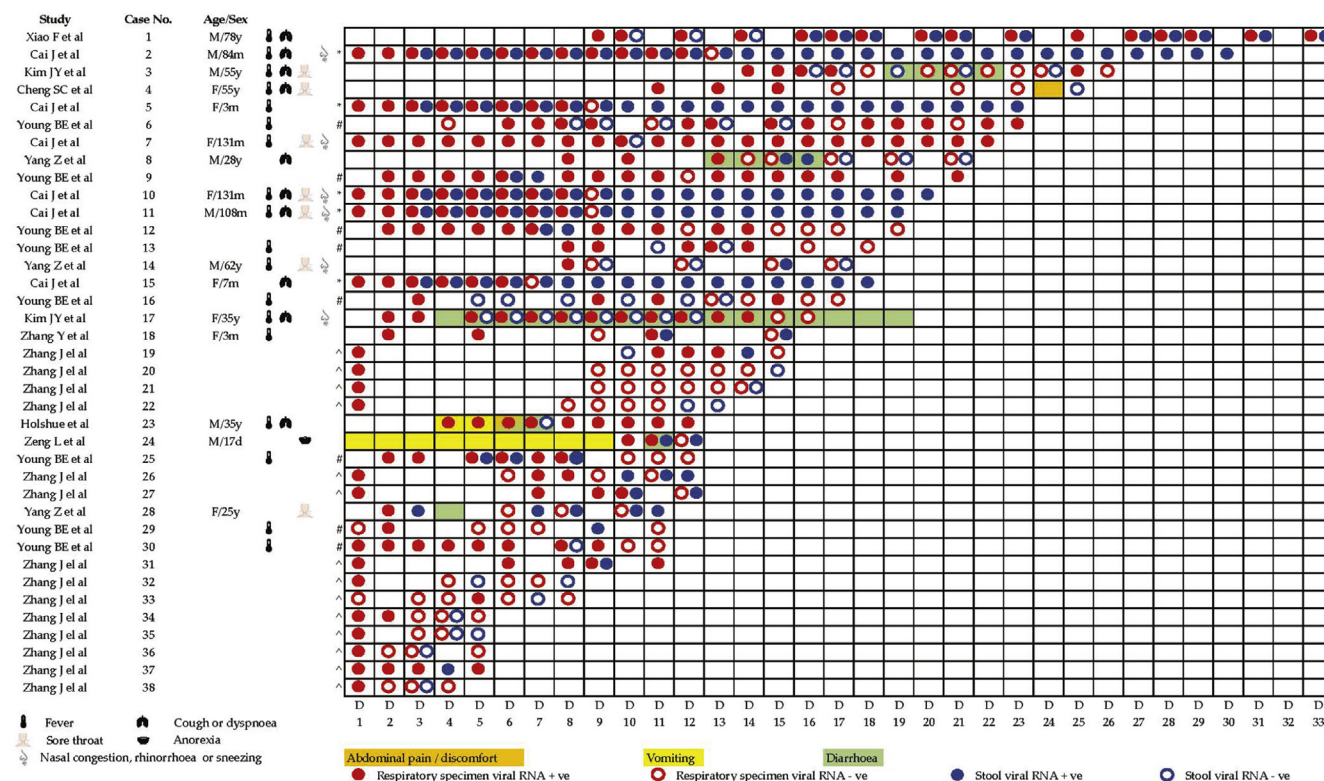 Study Case No. Age/Sex
Xiao F et al 1 M/78y
Cai J et al 2 M/84m *
Kim JY et al 3 M/55y
Cheng SC et al 4 F/55y
Cai J et al 5 F/3m *
Young BE et al 6 #
Cai J et al 7 F/131m
Yang Z et al 8 M/28y
Young BE et al 9 #
Cai J et al 10 F/131m *
Cai J et al 11 M/108m *
Young BE et al 12 #
Young BE et al 13 #
Yang Z et al 14 M/62y
Cai J et al 15 F/7m *
Young BE et al 16 #
Kim JY et al 17 F/35y
Zhang Y et al 18 F/3m
Zhang J el al 19 ^
Zhang J el al 20 ^
Zhang J el al 21 ^
Zhang J el al 22 ^
Holshue et al 23 M/35y
Zeng L et al 24 M/17d
Young BE et al 25 #
Zhang J el al 26 ^
Zhang J el al 27 ^
Yang Z et al 28 F/25y
Young BE et al 29 #
Young BE et al 30 #
Zhang J el al 31 ^
Zhang J el al 32 ^
Zhang J el al 33 ^
Zhang J el al 34 ^
Zhang J el al 35 ^
Zhang J el al 36 ^
Zhang J el al 37 ^
Zhang J el al 38 ^
D D D D D D D D D D D D D D D D D D D D D D D D D D D D D D D D D
1 2 3 4 5 6 7 8 9 10 11 12 13 14 15 16 17 18 19 20 21 22 23 24 25 26 27 28 29 30 31 32 33
Fever Cough or dyspnoea
Sore throat Anorexia
Nasal congestion, rhinorrhoea or sneezing
Abdominal pain / discomfort Vomiting Diarrhoea
Respiratory specimen viral RNA + ve Respiratory specimen viral RNA - ve Stool viral RNA + ve Stool viral RNA - ve